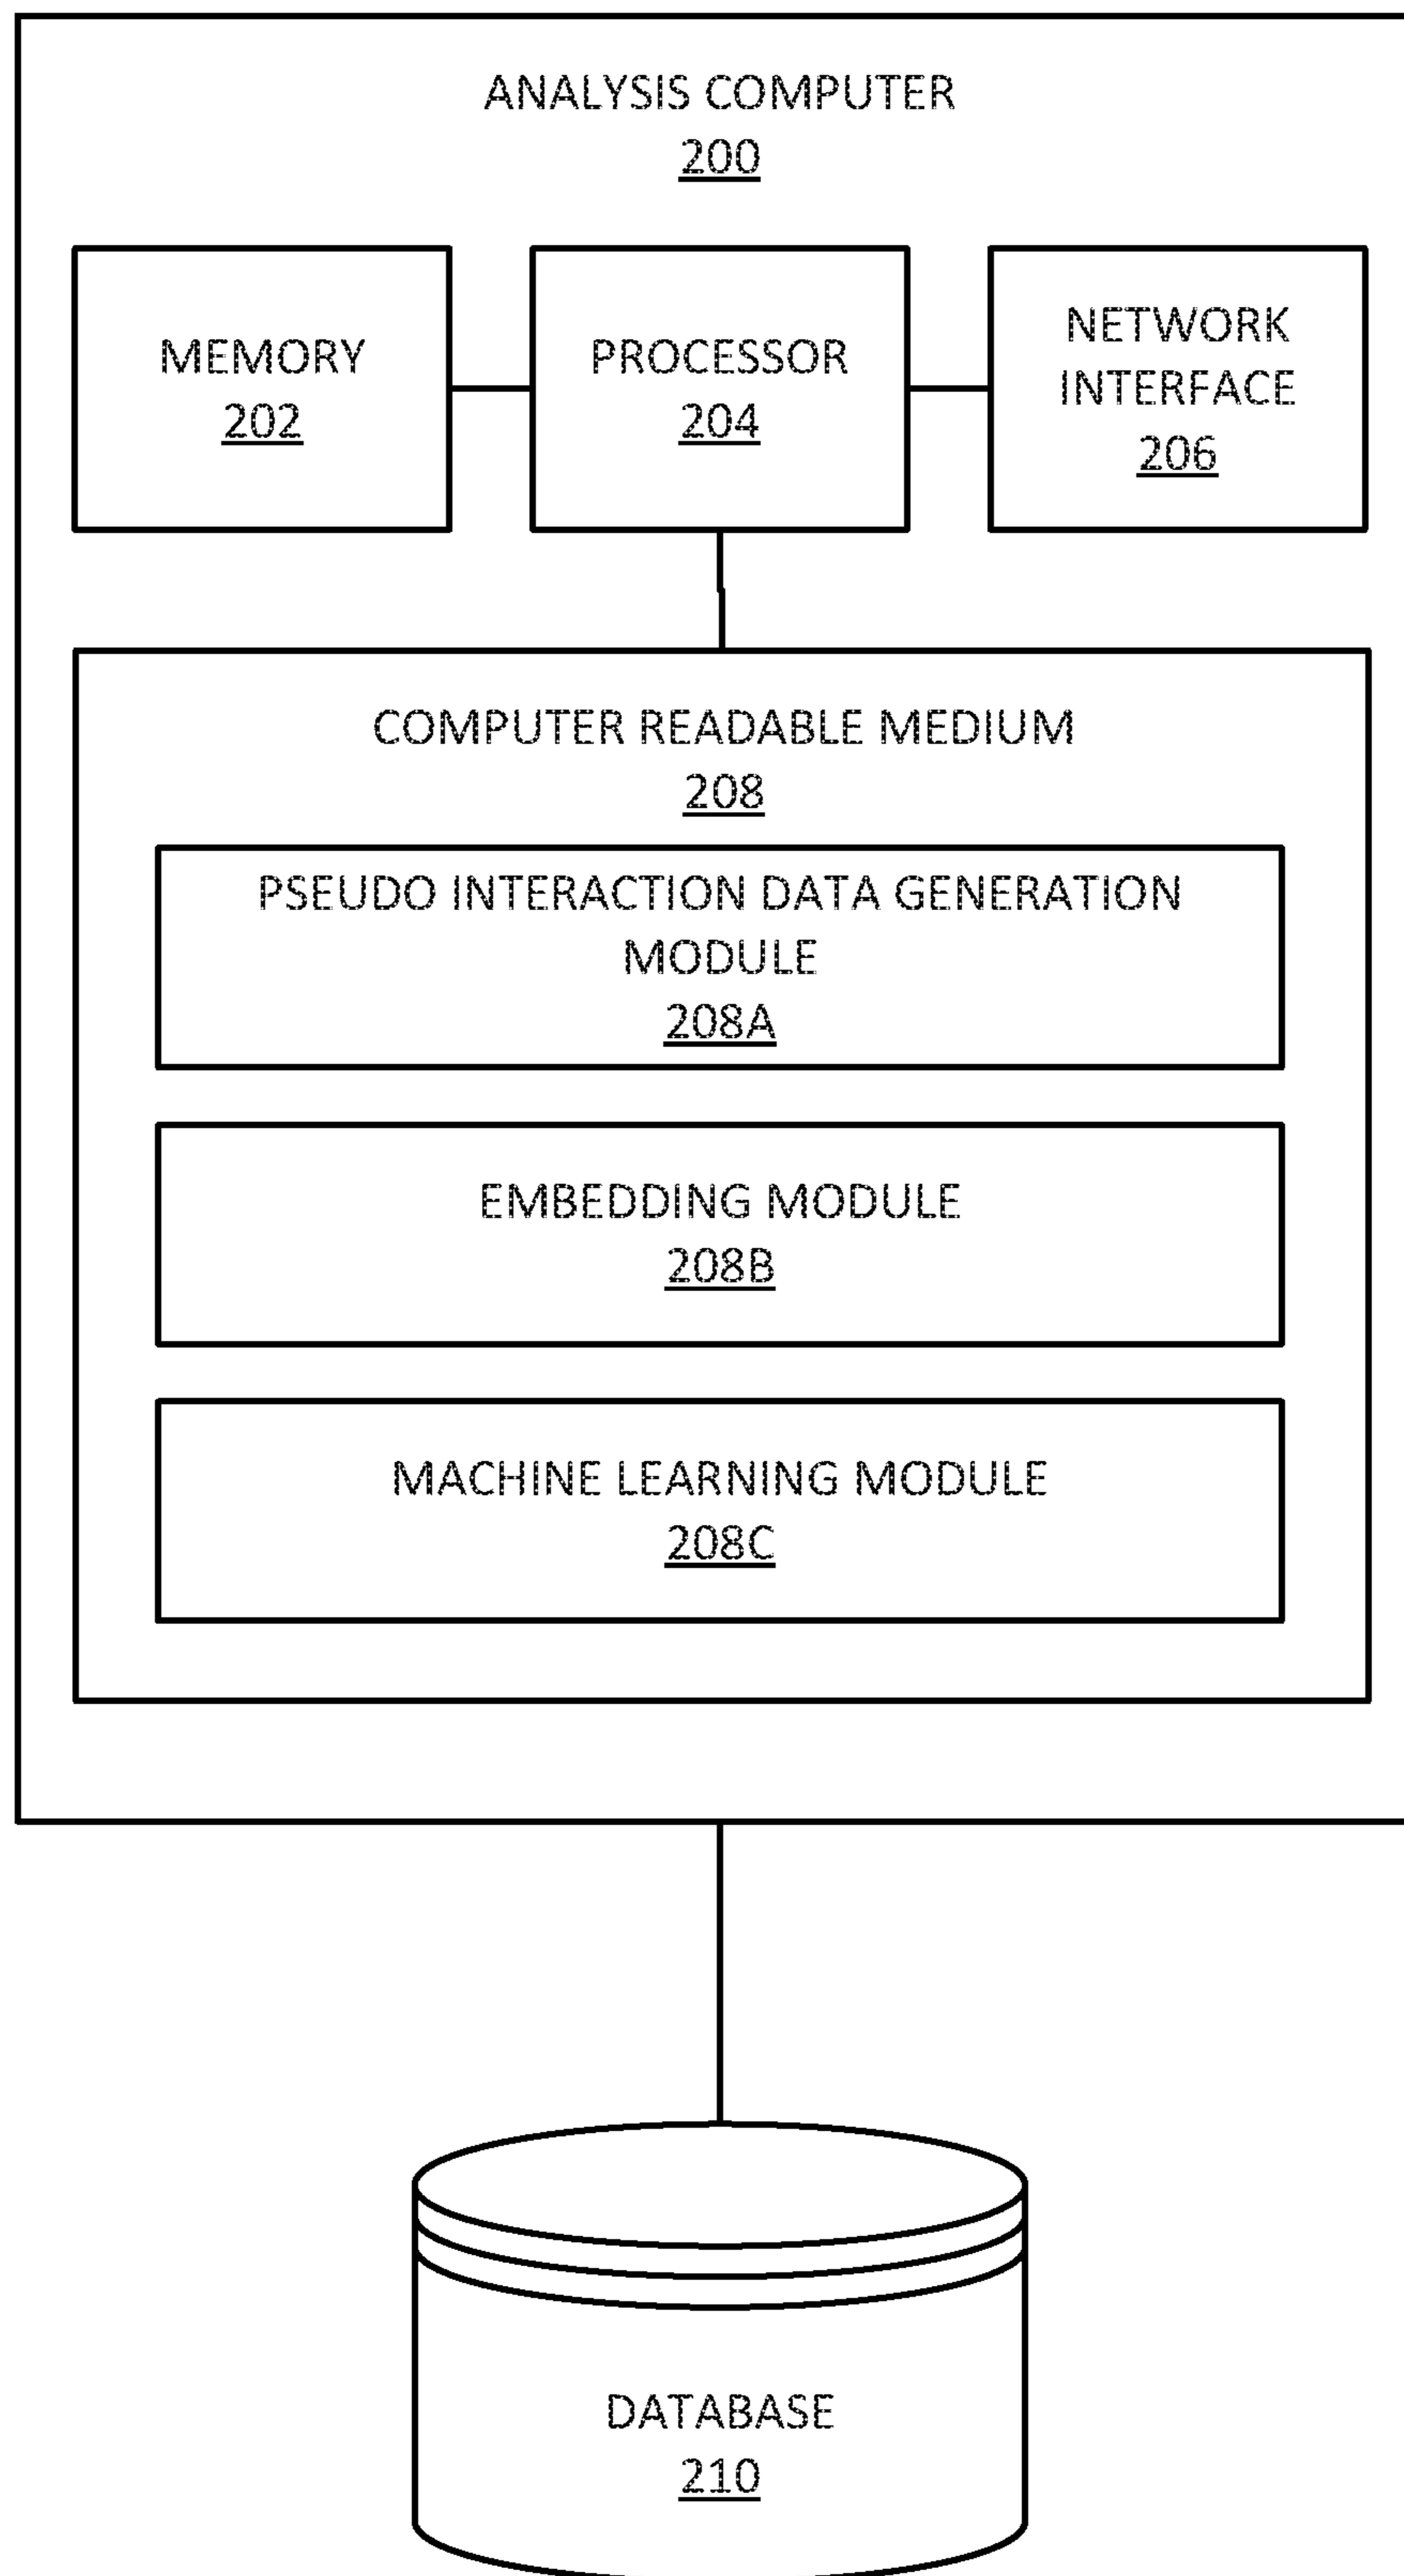 ANALYSIS COMPUTER
200
MEMORY
202
PROCESSOR
204
NETWORK
INTERFACE
206
COMPUTER READABLE MEDIUM
208
PSEUDO INTERACTION DATA GENERATION
MODULE
208A
EMBEDDING MODULE
208B
MACHINE LEARNING MODULE
208C
DATABASE
210